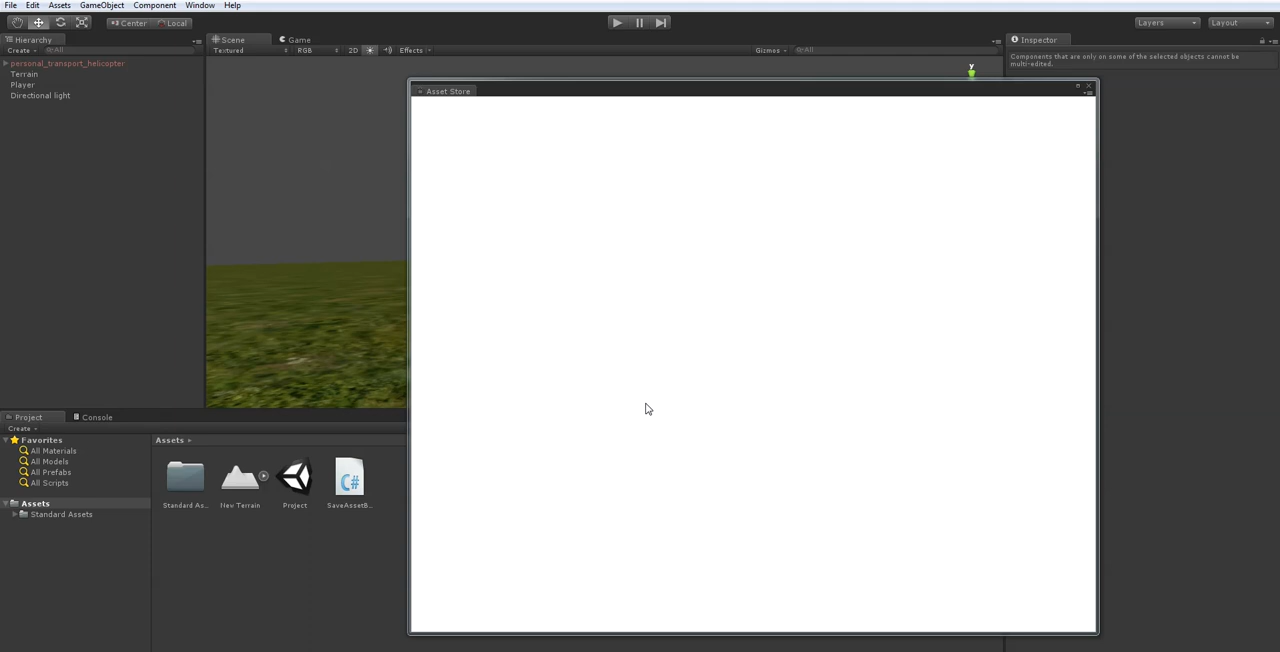 File Edit Assets GameObject Component Window Help
Center Local Layers Layout
Hierarchy Scene Game Inspector
Create All Textured RGB 2D Effects Gizmos All
Components that are only on some of the selected objects cannot be
multi-edited.
personal_transport_helicopter
y
Terrain
Player
Directional light
Asset Store
Project Console
Create
Favorites Assets
All Materials
All Models
All Prefabs
All Scripts
Assets
Standard Assets
C#
Standard As... New Terrain Project SaveAssetB...